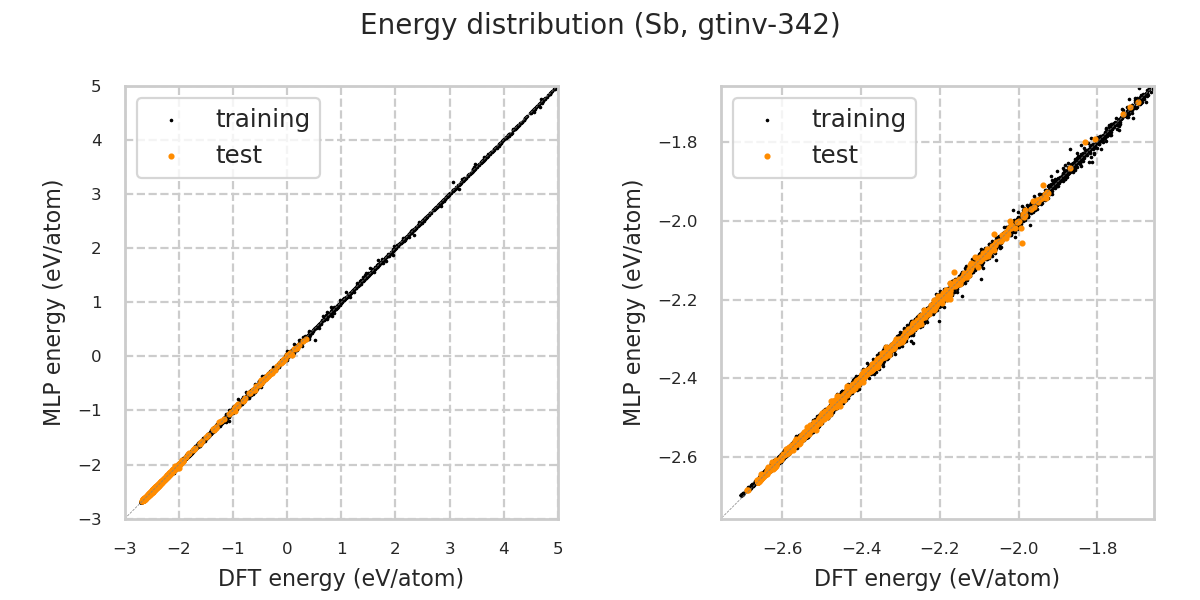 Energy distribution (Sb, gtinv-342)
training
test
5
4
3
2
1
0
−1
−2
−3
−3 −2 −1 0 1 2 3 4 5
MLP energy (eV/atom)
DFT energy (eV/atom)
training
test
−1.8
−2.0
−2.2
−2.4
−2.6
−2.6 −2.4 −2.2 −2.0 −1.8
MLP energy (eV/atom)
DFT energy (eV/atom)